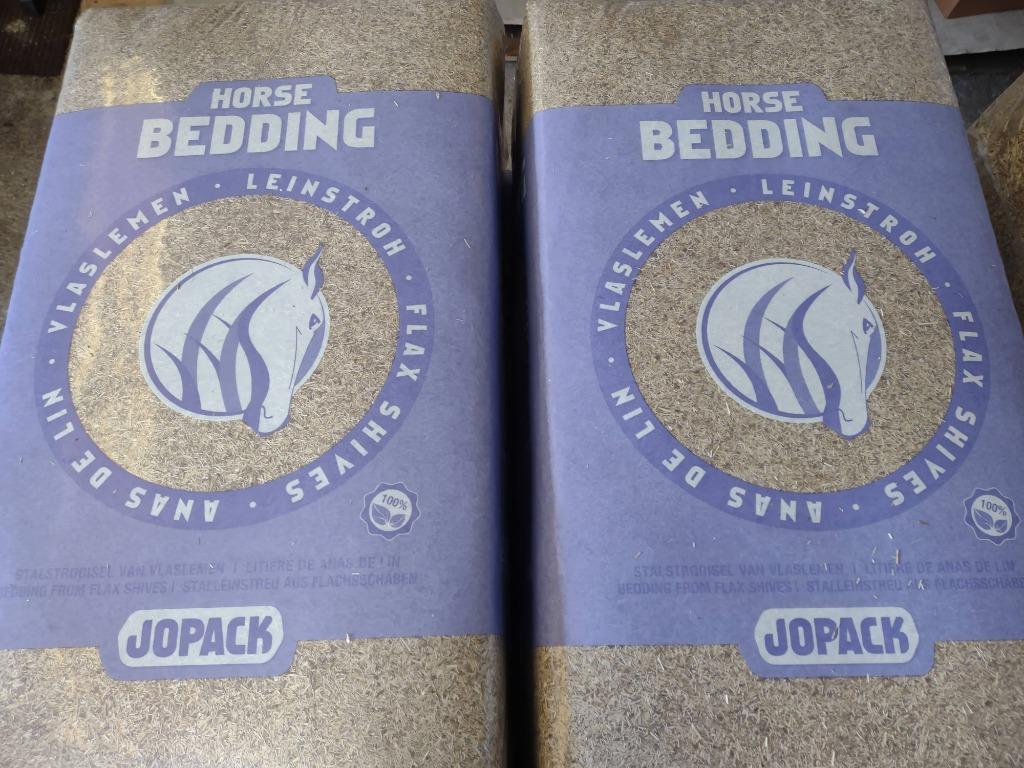 HORSE
BEDDING
VLASLEMEN · LEINSTROH · FLAX SHIVES · ANAS DE LIN ·
100%
STALSTROOISEL VAN VLASLEMEN | LITIERE DE ANAS DE LIN
BEDDING FROM FLAX SHIVES | STALLEINSTREU AUS FLACHSSCHÄBEN
JOPACK
HORSE
BEDDING
VLASLEMEN · LEINSTROH · FLAX SHIVES · ANAS DE LIN ·
100%
STALSTROOISEL VAN VLASLEMEN | LITIERE DE ANAS DE LIN
BEDDING FROM FLAX SHIVES | STALLEINSTREU AUS FLACHSSCHÄBEN
JOPACK